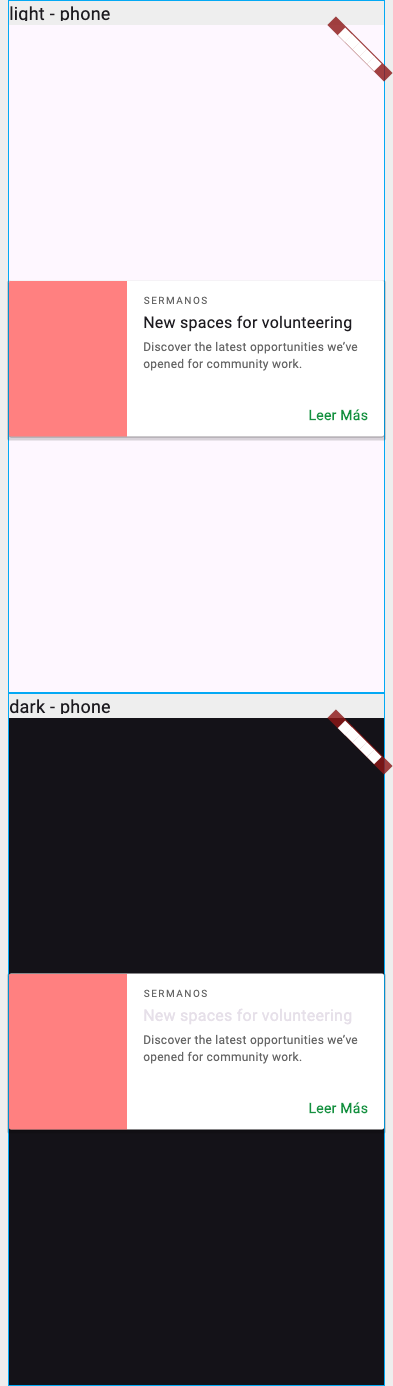 light - phone
SERMANOS
New spaces for volunteering
Discover the latest opportunities we've
opened for community work.
Leer Más
dark - phone
SERMANOS
New spaces for volunteering
Discover the latest opportunities we've
opened for community work.
Leer Más